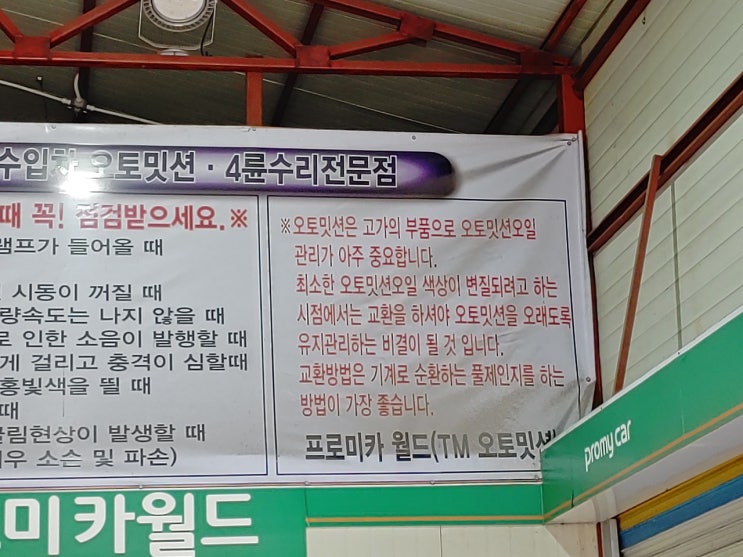 수입차 오토밋션 · 4륜수리전문점
때 꼭! 점검받으세요.※
램프가 들어올 때
시동이 꺼질 때
량속도는 나지 않을 때
로 인한 소음이 발행할 때
게 걸리고 충격이 심할때
홍빛색을 띌 때
때
끌림현상이 발생할 때
소손 및 파손)
※오토밋션은 고가의 부품으로 오토밋션오일
관리가 아주 중요합니다.
최소한 오토밋션오일 색상이 변질되려고 하는
시점에서는 교환을 하셔야 오토밋션을 오래도록
유지관리하는 비결이 될 것 입니다.
교환방법은 기계로 순환하는 풀체인지를 하는
방법이 가장 좋습니다.
프로미카 월드(TM 오토밋션)
미카월드
promy car